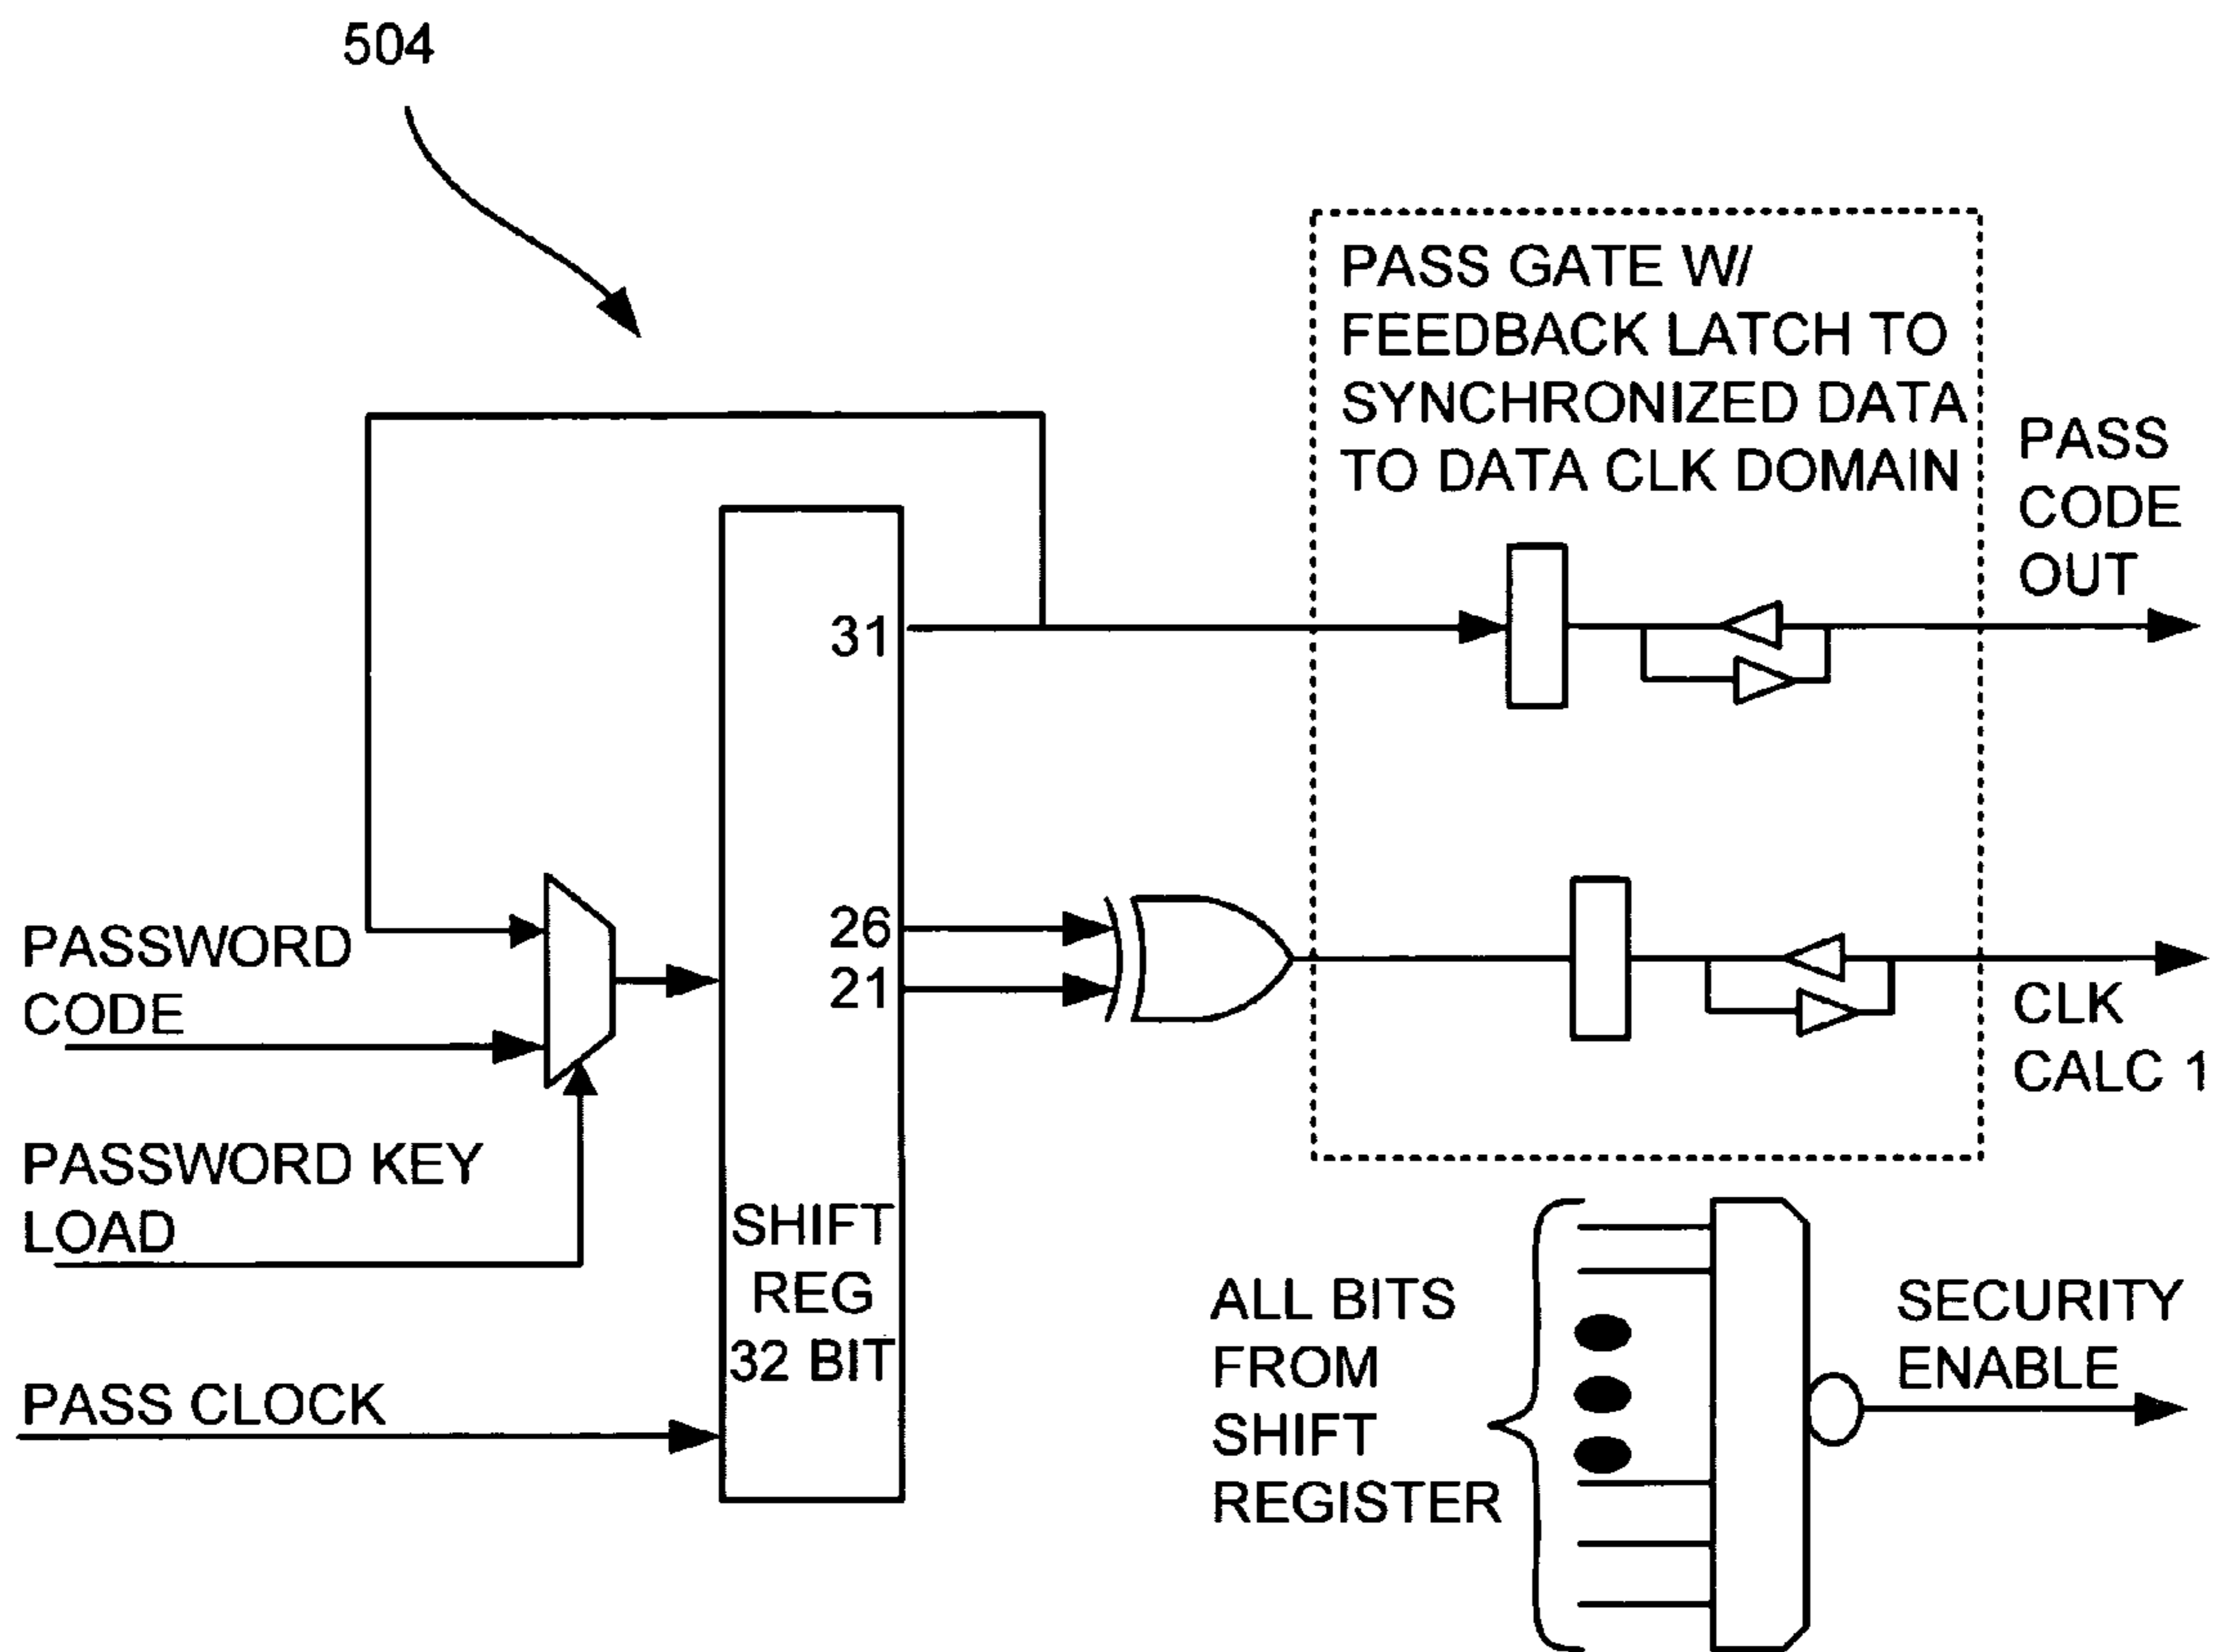 504
PASS GATE W/
FEEDBACK LATCH TO
SYNCHRONIZED DATA
TO DATA CLK DOMAIN
PASS
CODE
OUT
31
26
21
PASSWORD
CODE
CLK
CALC 1
PASSWORD KEY
LOAD
SHIFT
REG
32 BIT
PASS CLOCK
ALL BITS
FROM
SHIFT
REGISTER
SECURITY
ENABLE